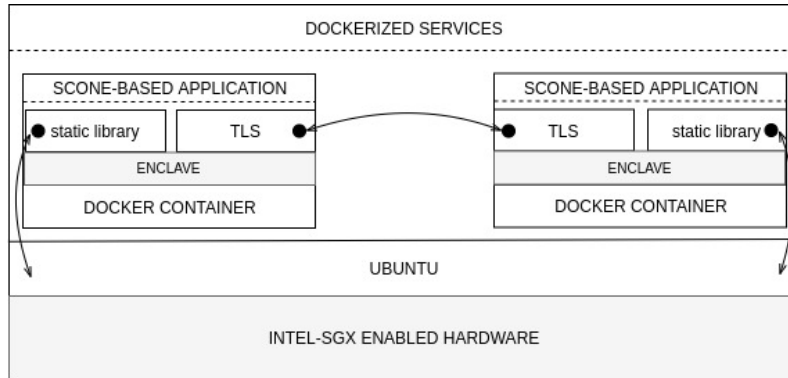 DOCKERIZED SERVICES
SCONE-BASED APPLICATION
SCONE-BASED APPLICATION
static library
TLS
TLS
static library
ENCLAVE
ENCLAVE
DOCKER CONTAINER
DOCKER CONTAINER
UBUNTU
INTEL-SGX ENABLED HARDWARE